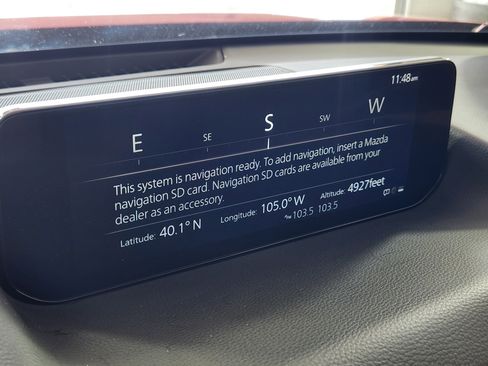 11:48am
E SE S SW W
This system is navigation ready. To add navigation, insert a Mazda
navigation SD card. Navigation SD cards are available from your
dealer as an accessory.
Latitude: 40.1° N Longitude: 105.0° W Altitude: 4927feet
FM 103.5 103.5